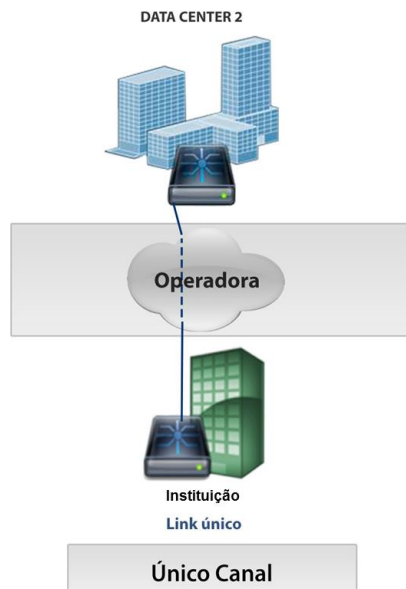 DATA CENTER 2
Operadora
Instituição
Link único
Único Canal